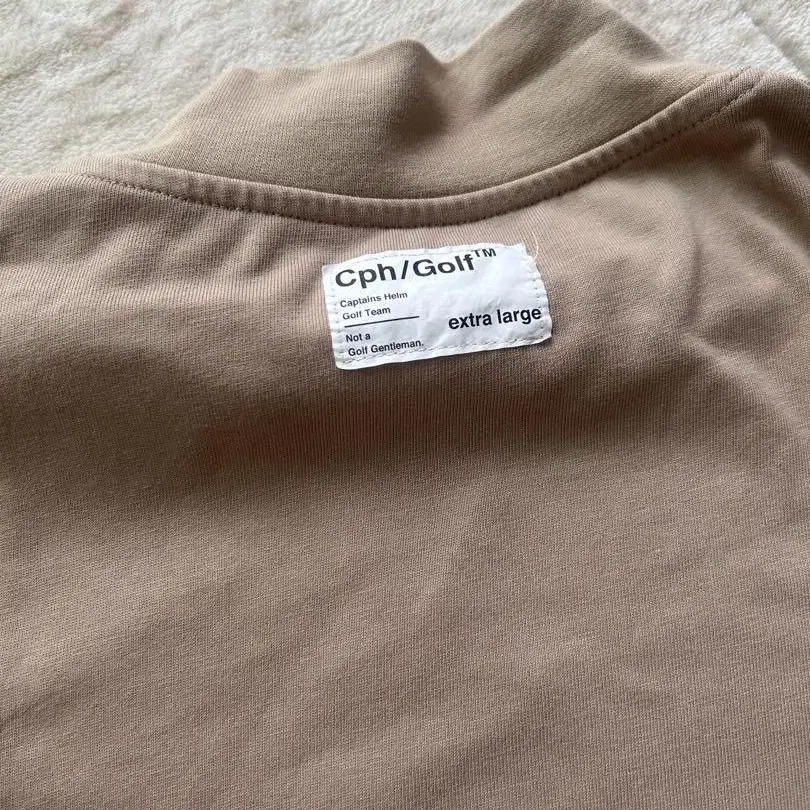 Cph/Golf™
Captains Helm
Golf Team
Not a
Golf Gentleman.
extra large